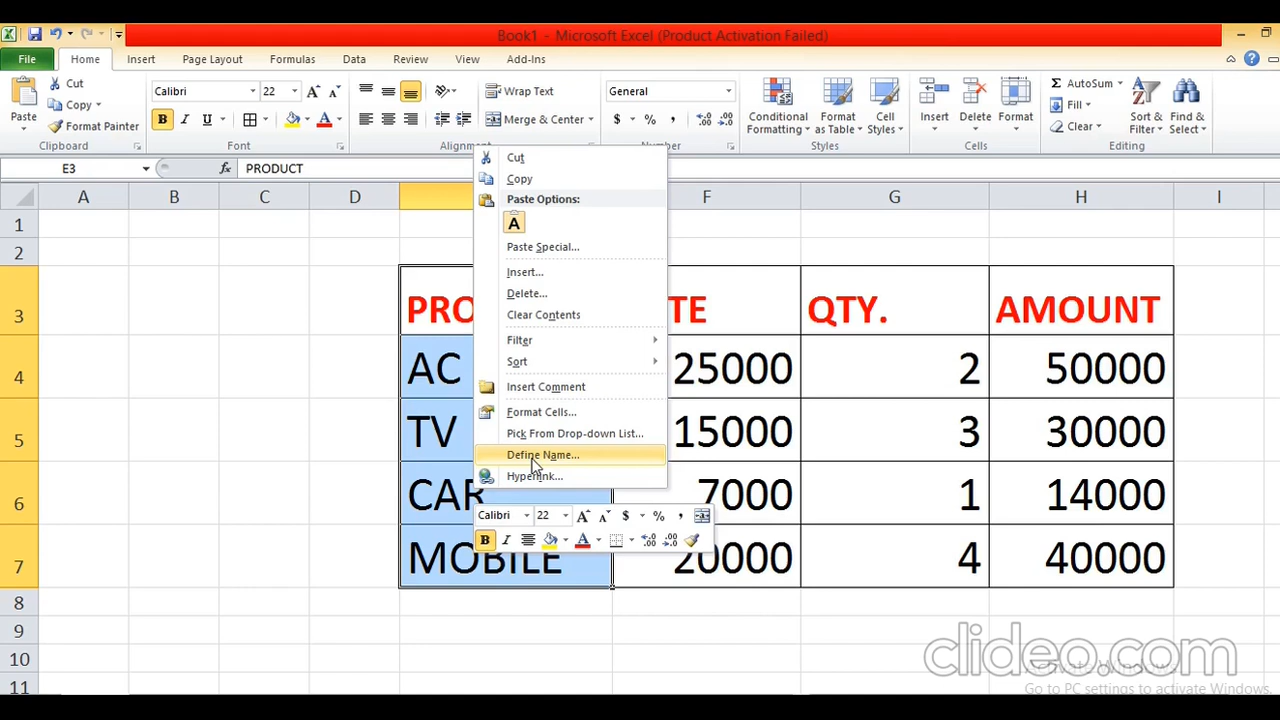 Book1 - Microsoft Excel (Product Activation Failed)
File Home Insert Page Layout Formulas Data Review View Add-Ins
Cut
Copy
Format Painter
Paste
Clipboard
Calibri 22
B I U
Font
Wrap Text
Merge & Center
Alignment
General
$ % ,
Number
Conditional Formatting
Format as Table
Cell Styles
Styles
Insert Delete Format
Cells
AutoSum
Fill
Clear
Sort & Filter
Find & Select
Editing
E3 fx PRODUCT
A B C D F G H I
1
2
3 PRO TE QTY. AMOUNT
4 AC 25000 2 50000
5 TV 15000 3 30000
6 CAR 7000 1 14000
7 MOBILE 20000 4 40000
8
9
10
11
Cut
Copy
Paste Options:
A
Paste Special...
Insert...
Delete...
Clear Contents
Filter
Sort
Insert Comment
Format Cells...
Pick From Drop-down List...
Define Name...
Hyperlink...
Calibri 22 A A $ % ,
B I A
clideo.com
Activate Windows
Go to PC settings to activate Windows.